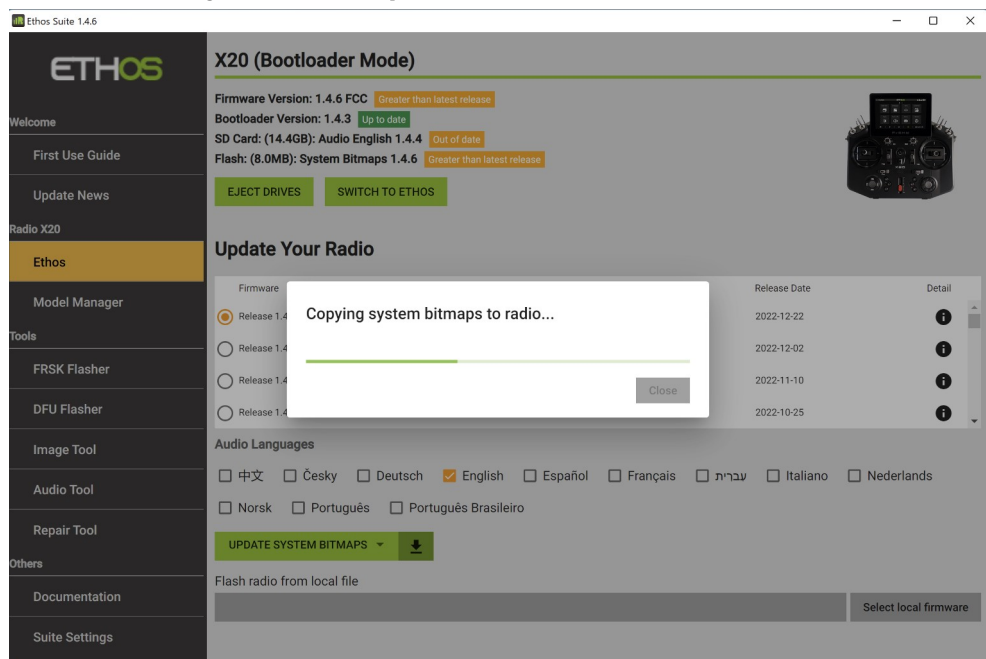 Ethos Suite 1.4.6
ETHOS
Welcome
First Use Guide
Update News
Radio X20
Ethos
Model Manager
Tools
FRSK Flasher
DFU Flasher
Image Tool
Audio Tool
Repair Tool
Others
Documentation
Suite Settings
X20 (Bootloader Mode)
Firmware Version: 1.4.6 FCC Greater than latest release
Bootloader Version: 1.4.3 Up to date
SD Card: (14.4GB): Audio English 1.4.4 Out of date
Flash: (8.0MB): System Bitmaps 1.4.6 Greater than latest release
EJECT DRIVES SWITCH TO ETHOS
Update Your Radio
Firmware Release Date Detail
Release 1.4 2022-12-22
Release 1.4 2022-12-02
Release 1.4 2022-11-10
Release 1.4 2022-10-25
Copying system bitmaps to radio...
Close
Audio Languages
中文 Česky Deutsch English Español Français עברית Italiano Nederlands
Norsk Português Português Brasileiro
UPDATE SYSTEM BITMAPS
Flash radio from local file
Select local firmware